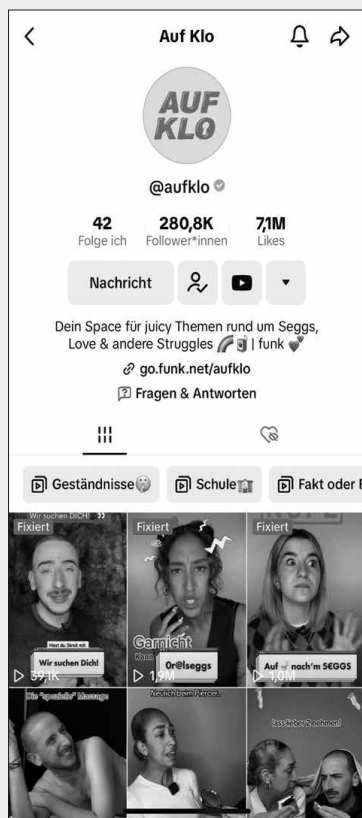 Auf Klo
AUF
KLO
@aufklo
42 280,8K 7,1M
Folge ich Follower*innen Likes
Nachricht
Dein Space für juicy Themen rund um Seggs,
Love & andere Struggles | funk
go.funk.net/aufklo
Fragen & Antworten
Geständnisse Schule Fakt oder F
Wir suchen DICH!
Fixiert Fixiert Fixiert
Garnicht
Kann
Wir suchen Dich! Or@lseggs Auf nach'm S€GGS
39,1K 1,9M 1,0M
Die "spezielle" Massage Neulich beim Piercer...
lass lieber 2 nehmen!